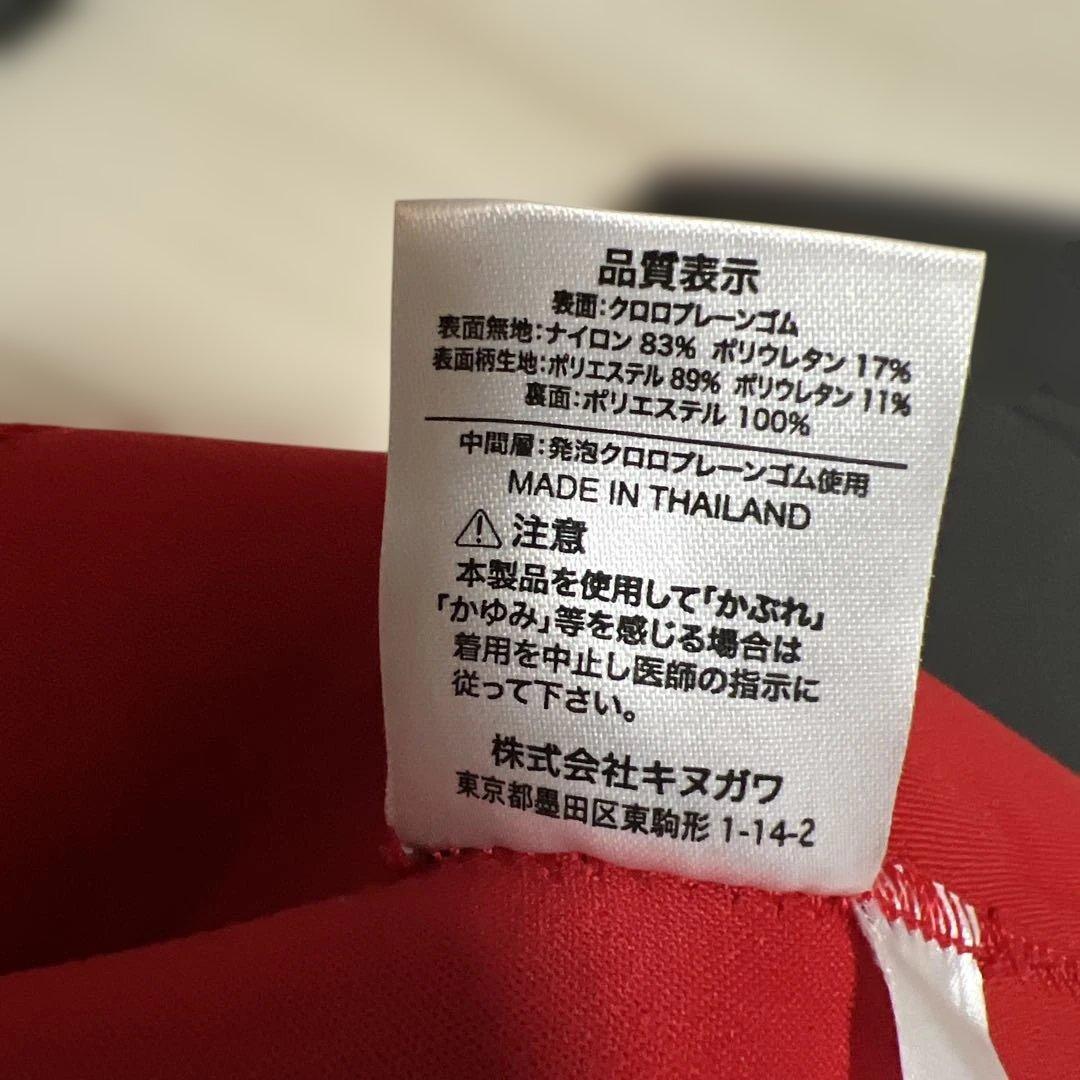 品質表示
表面:クロロプレーンゴム
表面無地:ナイロン 83% ポリウレタン 17%
表面柄生地:ポリエステル 89% ポリウレタン 11%
裏面:ポリエステル 100%
中間層:発泡クロロプレーンゴム使用
MADE IN THAILAND
⚠ 注意
本製品を使用して「かぶれ」
「かゆみ」等を感じる場合は
着用を中止し医師の指示に
従って下さい。
株式会社キヌガワ
東京都墨田区東駒形 1-14-2